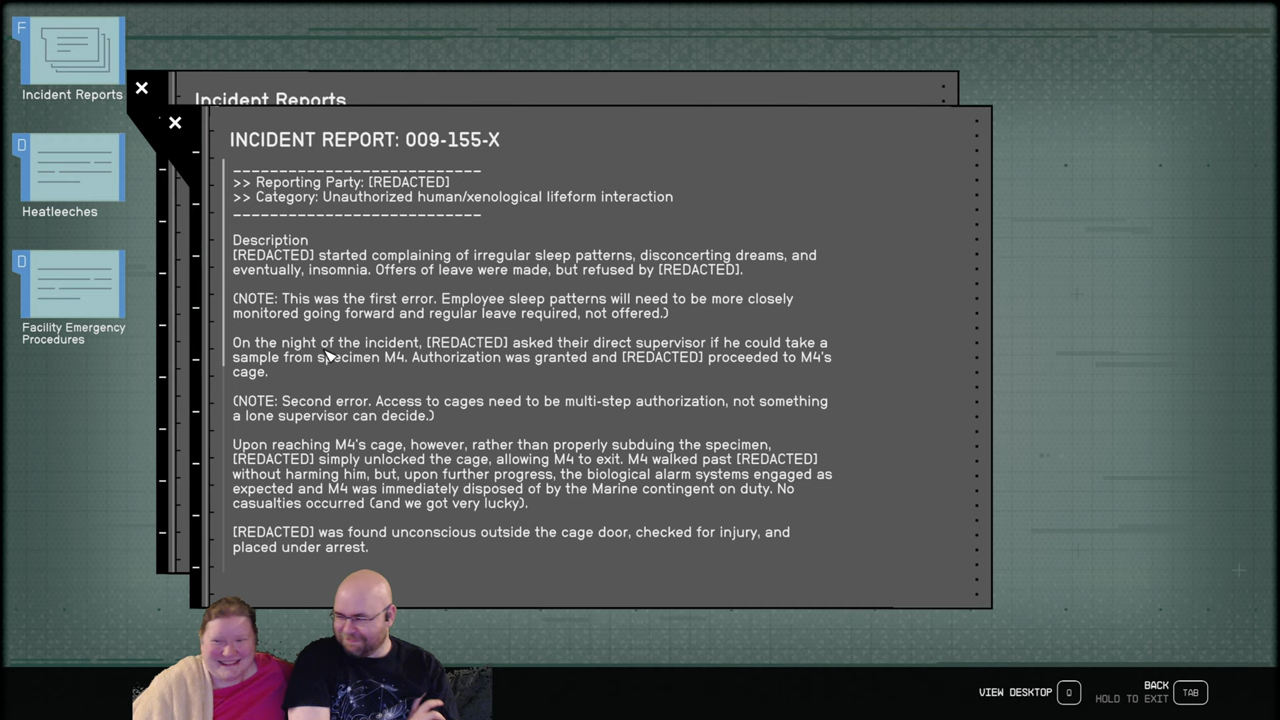 F
Incident Reports
D
Heatleeches
D
Facility Emergency
Procedures
Incident Reports
INCIDENT REPORT: 009-155-X
---------------------------
>> Reporting Party: [REDACTED]
>> Category: Unauthorized human/xenological lifeform interaction
---------------------------
Description
[REDACTED] started complaining of irregular sleep patterns, disconcerting dreams, and
eventually, insomnia. Offers of leave were made, but refused by [REDACTED].
(NOTE: This was the first error. Employee sleep patterns will need to be more closely
monitored going forward and regular leave required, not offered.)
On the night of the incident, [REDACTED] asked their direct supervisor if he could take a
sample from specimen M4. Authorization was granted and [REDACTED] proceeded to M4's
cage.
(NOTE: Second error. Access to cages need to be multi-step authorization, not something
a lone supervisor can decide.)
Upon reaching M4's cage, however, rather than properly subduing the specimen,
[REDACTED] simply unlocked the cage, allowing M4 to exit. M4 walked past [REDACTED]
without harming him, but, upon further progress, the biological alarm systems engaged as
expected and M4 was immediately disposed of by the Marine contingent on duty. No
casualties occurred (and we got very lucky).
[REDACTED] was found unconscious outside the cage door, checked for injury, and
placed under arrest.
VIEW DESKTOP Q
BACK
HOLD TO EXIT TAB